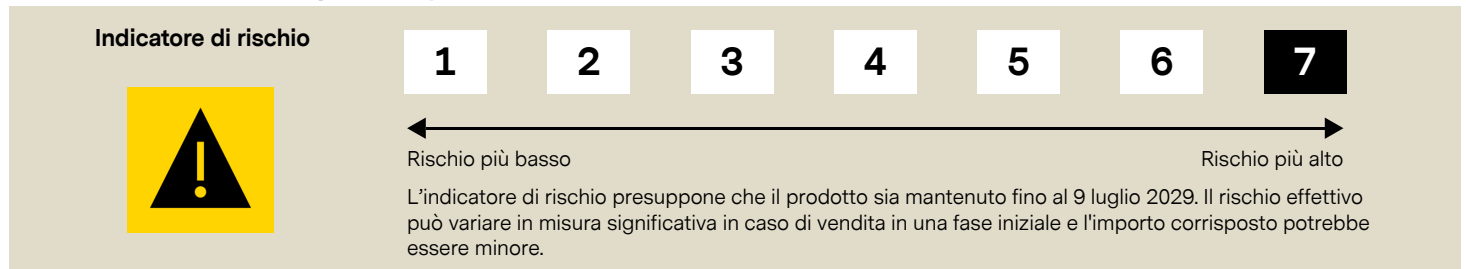 Indicatore di rischio
1 2 3 4 5 6 7
Rischio più basso Rischio più alto
L'indicatore di rischio presuppone che il prodotto sia mantenuto fino al 9 luglio 2029. Il rischio effettivo
può variare in misura significativa in caso di vendita in una fase iniziale e l'importo corrisposto potrebbe
essere minore.